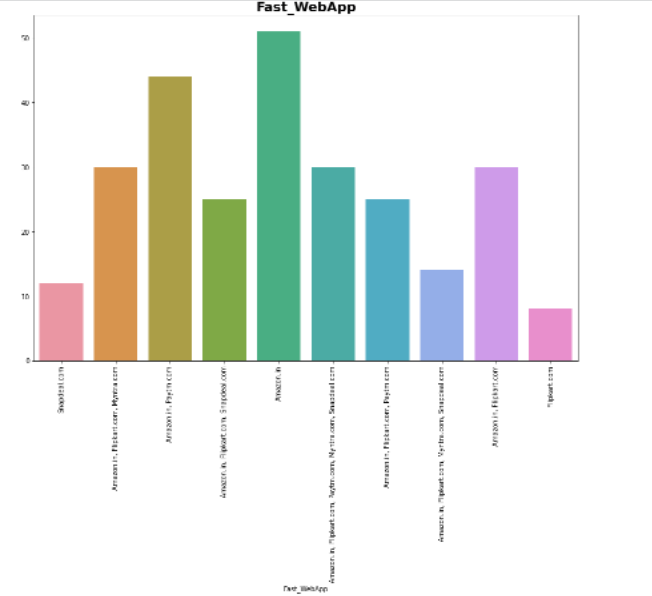 Fast_WebApp
50
40
30
20
10
0
Snapdeal.com
Amazon.in, Flipkart.com, Myntra.com
Amazon.in, Paytm.com
Amazon.in, Flipkart.com, Snapdeal.com
Amazon.in
Amazon.in, Flipkart.com, Paytm.com, Myntra.com, Snapdeal.com
Amazon.in, Flipkart.com, Paytm.com
Amazon.in, Flipkart.com, Myntra.com, Snapdeal.com
Amazon.in, Flipkart.com
Flipkart.com
Fast_WebApp